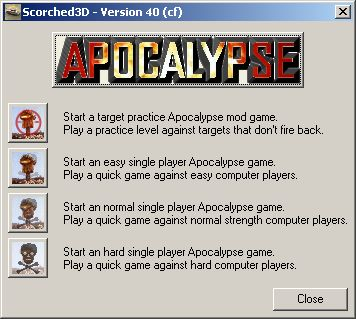 Scorched3D - Version 40 (cf)
APOCALYPSE
Start a target practice Apocalypse mod game.
Play a practice level against targets that don't fire back.
Start an easy single player Apocalypse game.
Play a quick game against easy computer players.
Start an normal single player Apocalypse game.
Play a quick game against normal strength computer players.
Start an hard single player Apocalypse game.
Play a quick game against hard computer players.
Close